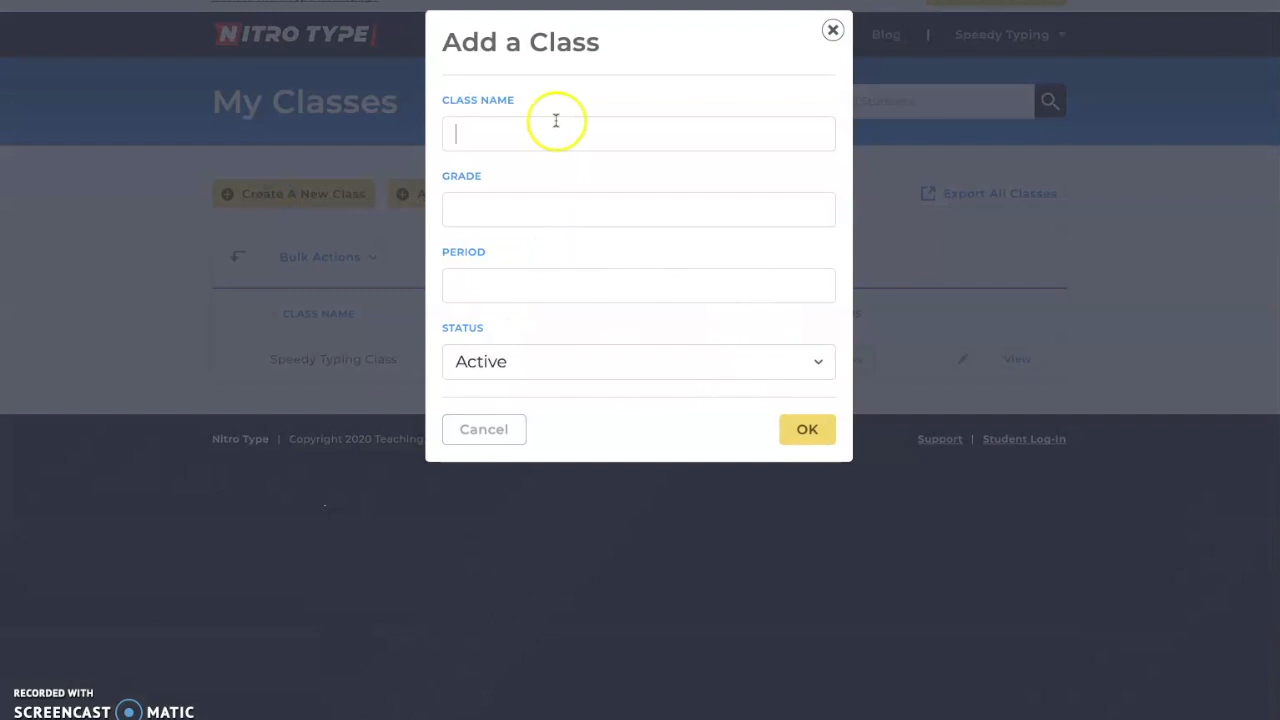 NITRO TYPE
Add a Class
Blog | Speedy Typing
My Classes
CLASS NAME
Students
GRADE
Create A New Class
A
Export All Classes
PERIOD
Bulk Actions
CLASS NAME
STATUS
Speedy Typing Class
Active
View
Cancel
OK
Nitro Type | Copyright 2020 Teaching
Support | Student Log-In
RECORDED WITH
SCREENCAST MATIC